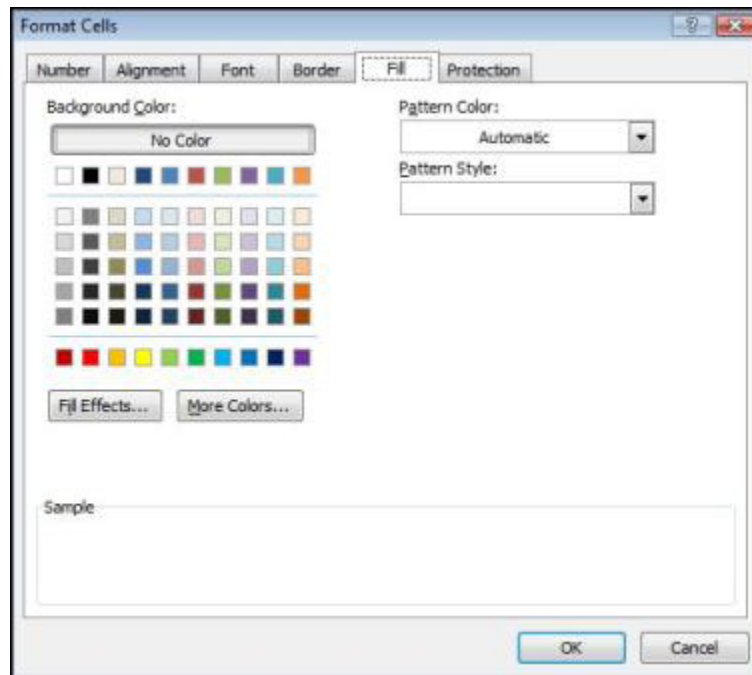 Format Cells
Number Alignment Font Border Fill Protection
Background Color:
No Color
Pattern Color:
Automatic
Pattern Style:
Fill Effects... More Colors...
Sample
OK Cancel